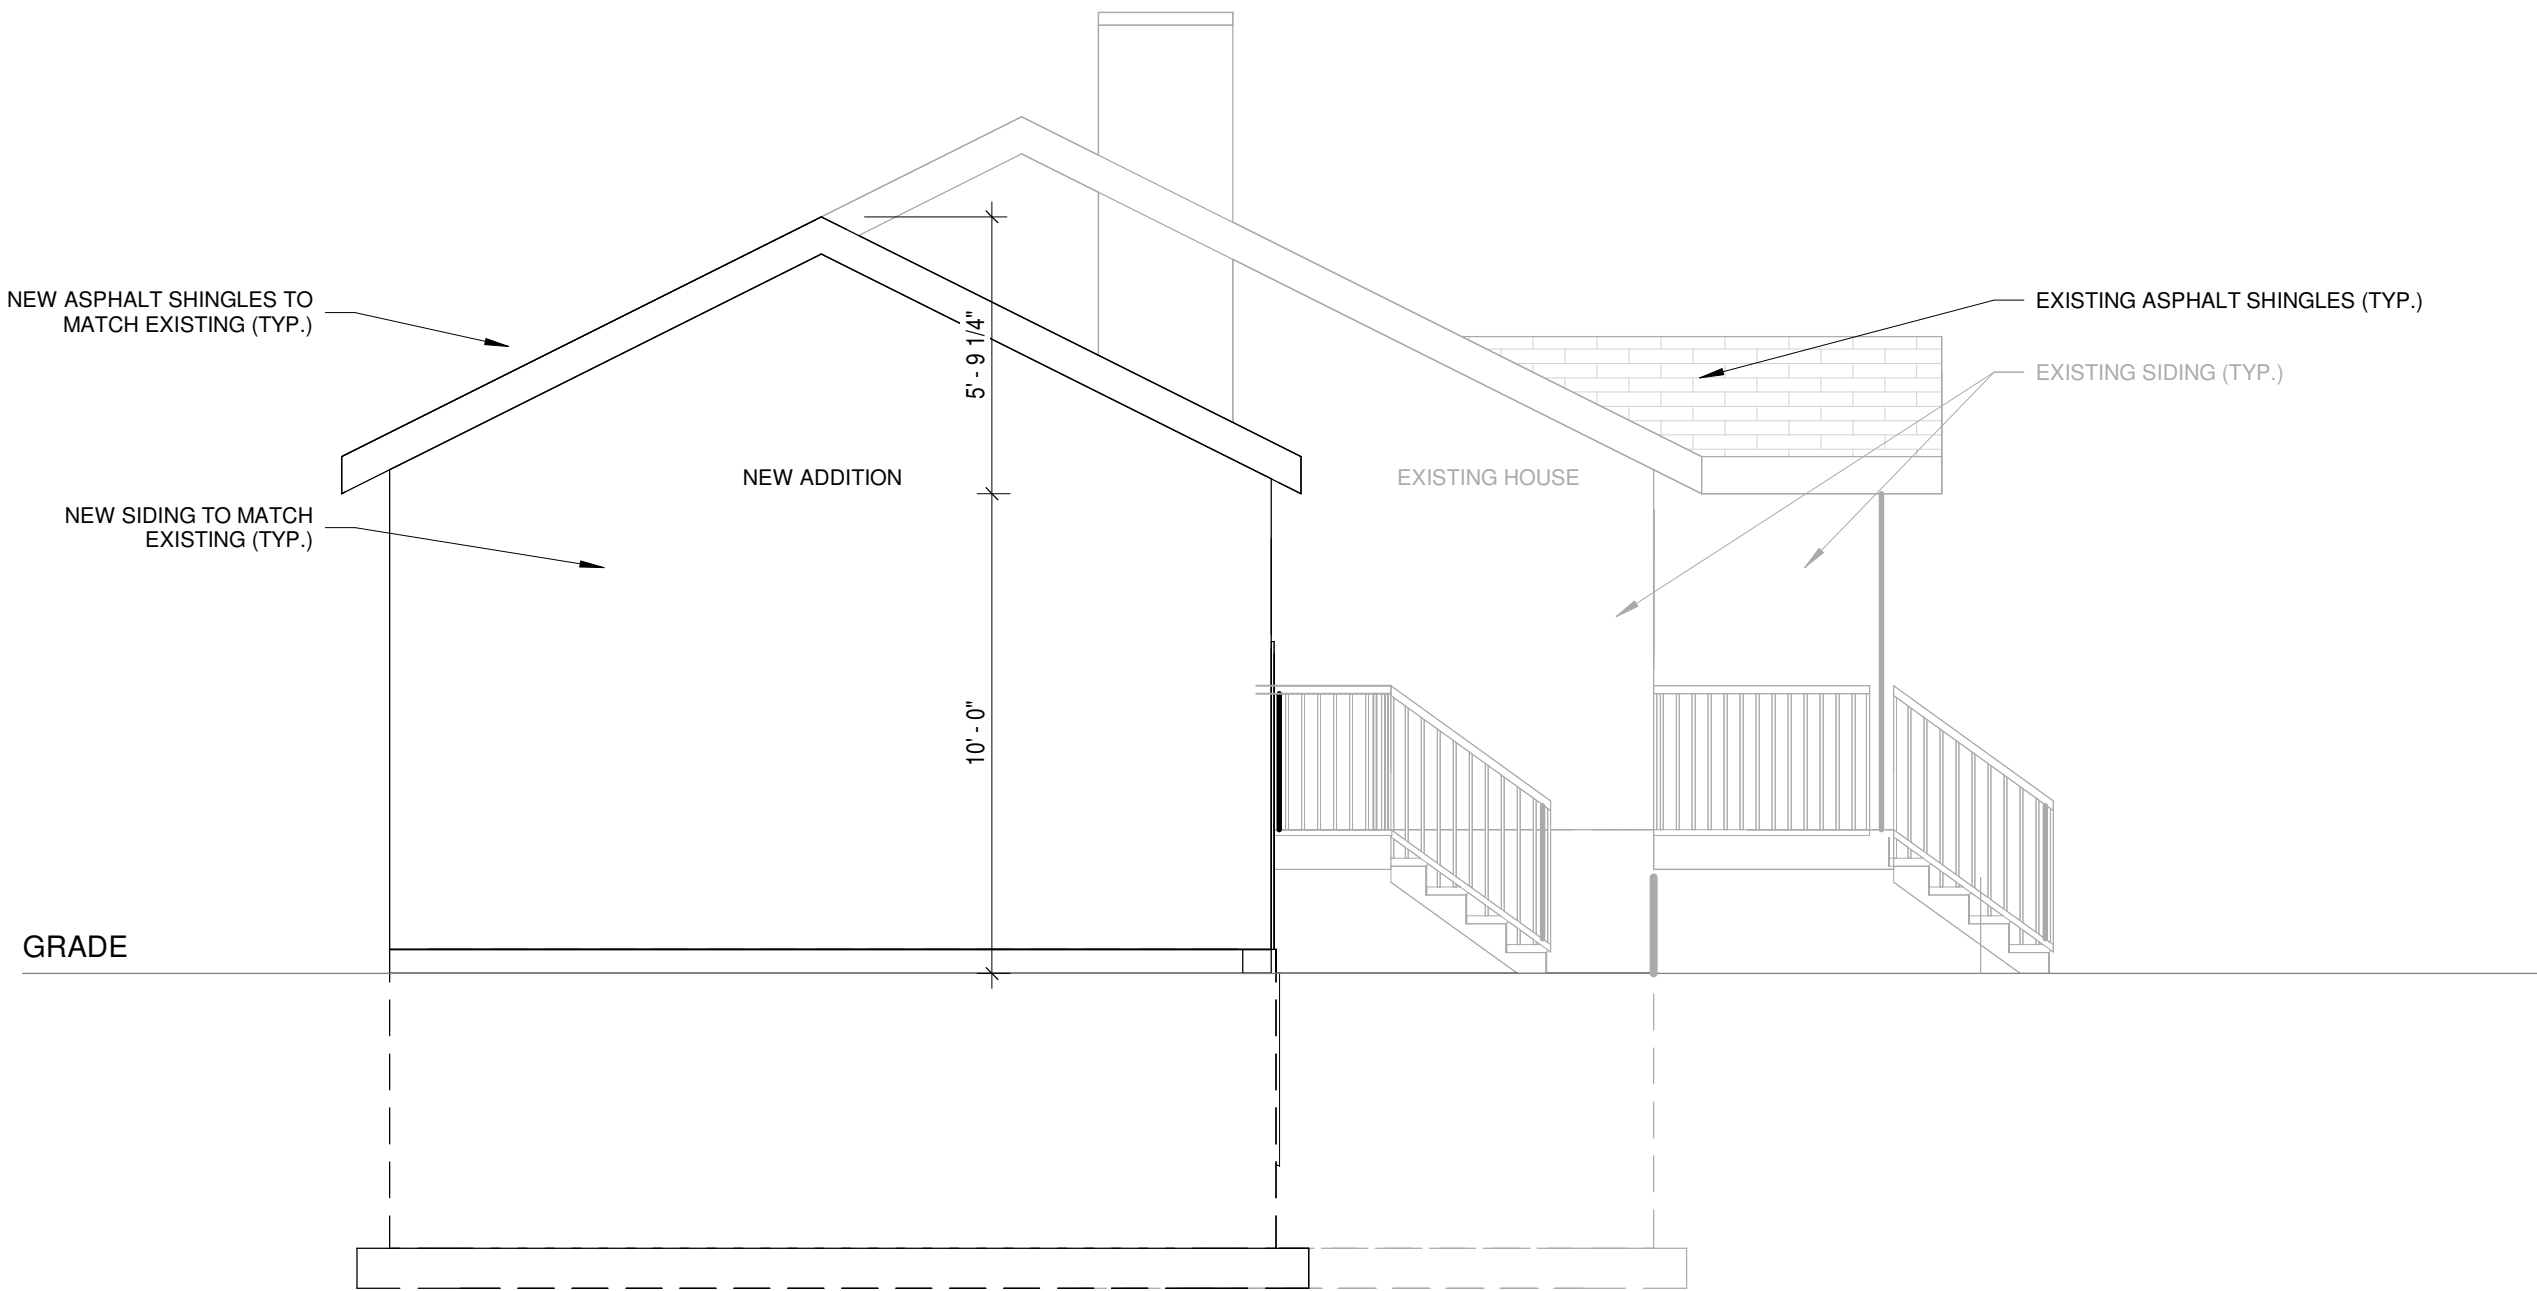 NEW ASPHALT SHINGLES TO
MATCH EXISTING (TYP.)
5' - 9 1/4"
EXISTING ASPHALT SHINGLES (TYP.)
EXISTING SIDING (TYP.)
NEW ADDITION
EXISTING HOUSE
NEW SIDING TO MATCH
EXISTING (TYP.)
10' - 0"
GRADE